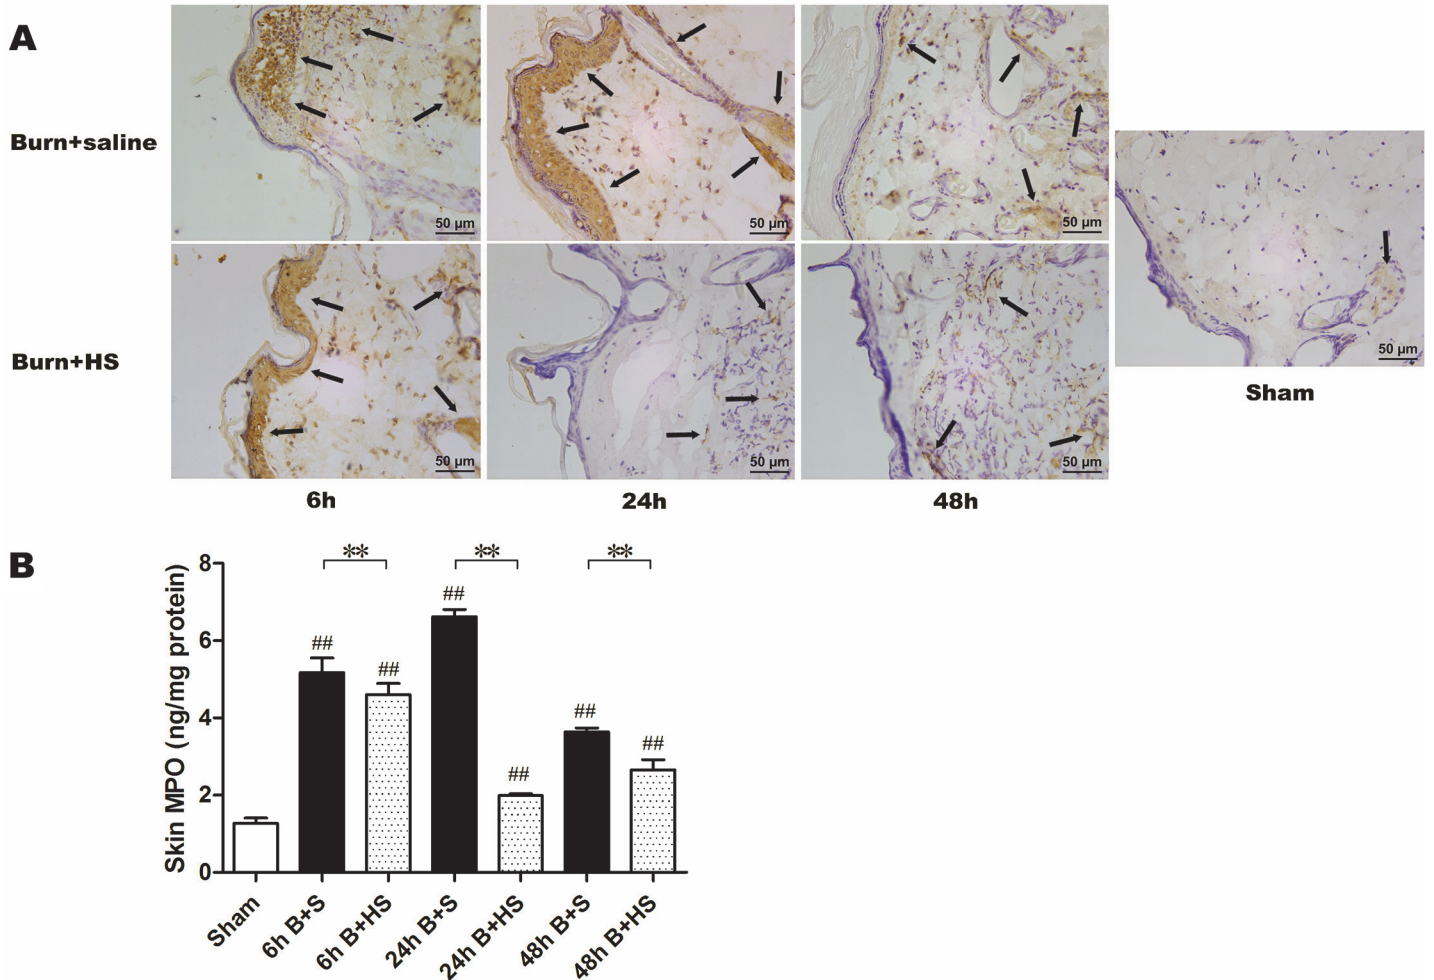 A
Burn+saline
50 µm
50 µm
50 µm
Burn+HS
50 µm
50 µm
50 µm
50 µm
Sham
6h
24h
48h
B
Skin MPO (ng/mg protein)
8
6
4
2
0
**
**
**
##
##
##
##
##
##
Sham
6h B+S
6h B+HS
24h B+S
24h B+HS
48h B+S
48h B+HS